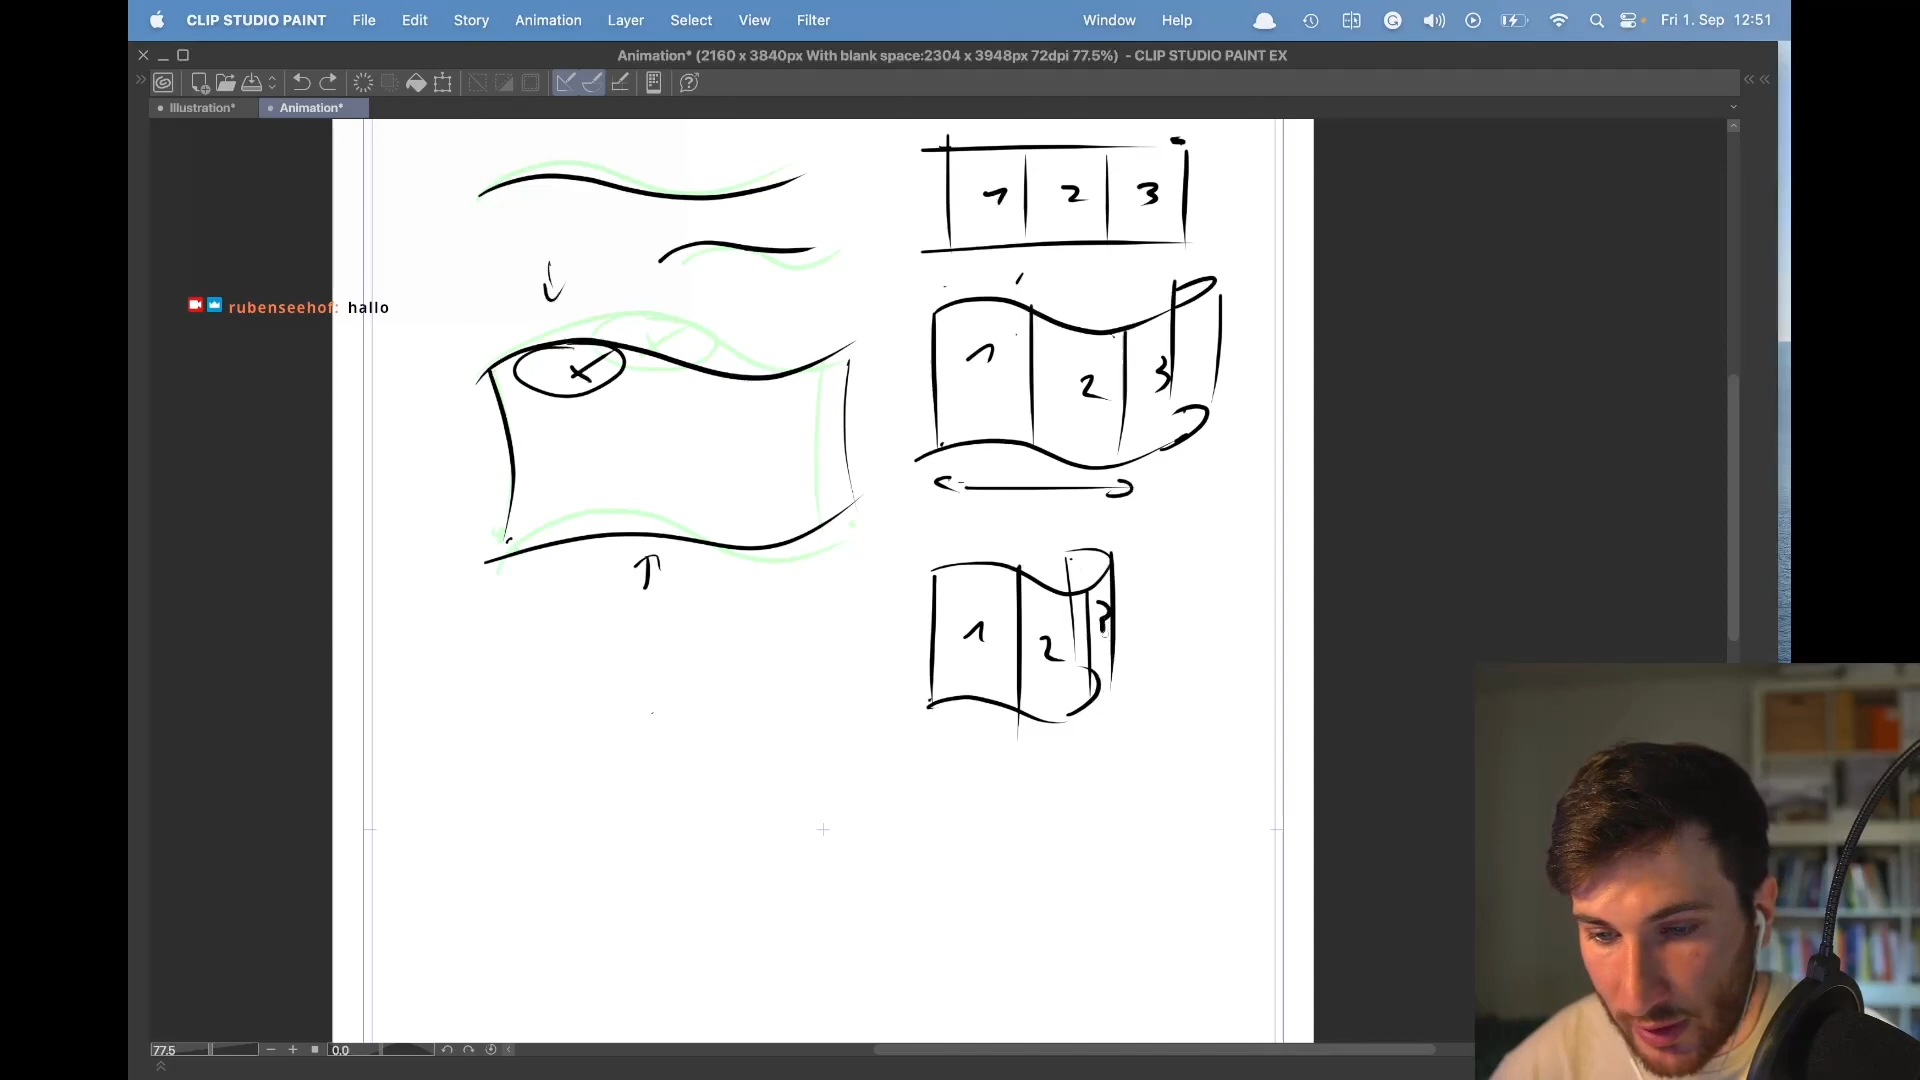 CLIP STUDIO PAINT File Edit Story Animation Layer Select View Filter Window Help Fri 1. Sep 12:51
Animation* (2160 x 3840px With blank space:2304 x 3948px 72dpi 77.5%) - CLIP STUDIO PAINT EX
Illustration* Animation*
1 2 3
rubenseehof: hallo
1 2 3
x
1 2 3
77.5 0.0